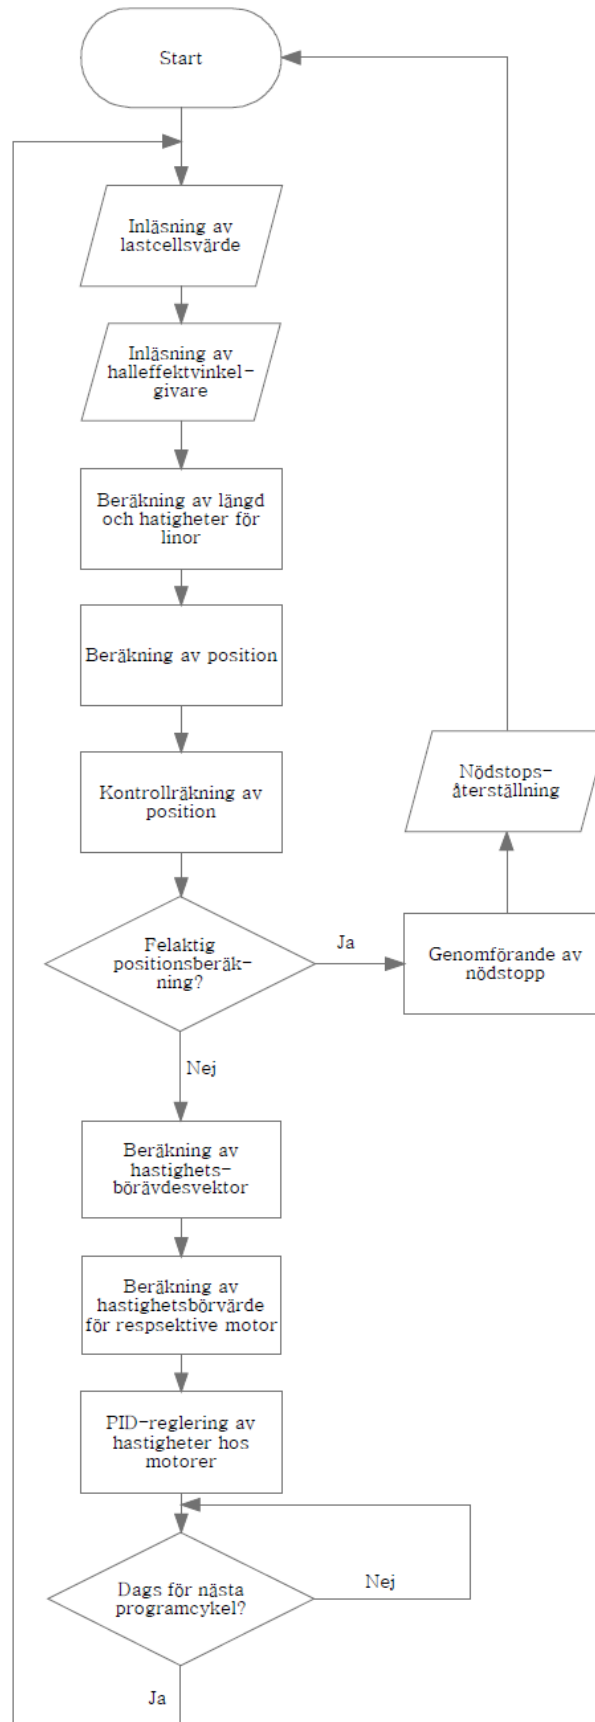 Start
Inläsning av
lastcellsvärde
Inläsning av
halleffektvinkel-
givare
Beräkning av längd
och hatigheter för
linor
Beräkning av position
Kontrollräkning av
position
Nödstops-
återställning
Felaktig
positionsberäk-
ning?
Ja
Genomförande av
nödstopp
Nej
Beräkning av
hastighets-
börävdesvektor
Beräkning av
hastighetsbörvärde
för respsektive motor
PID-reglering av
hastigheter hos
motorer
Dags för nästa
programcykel?
Nej
Ja